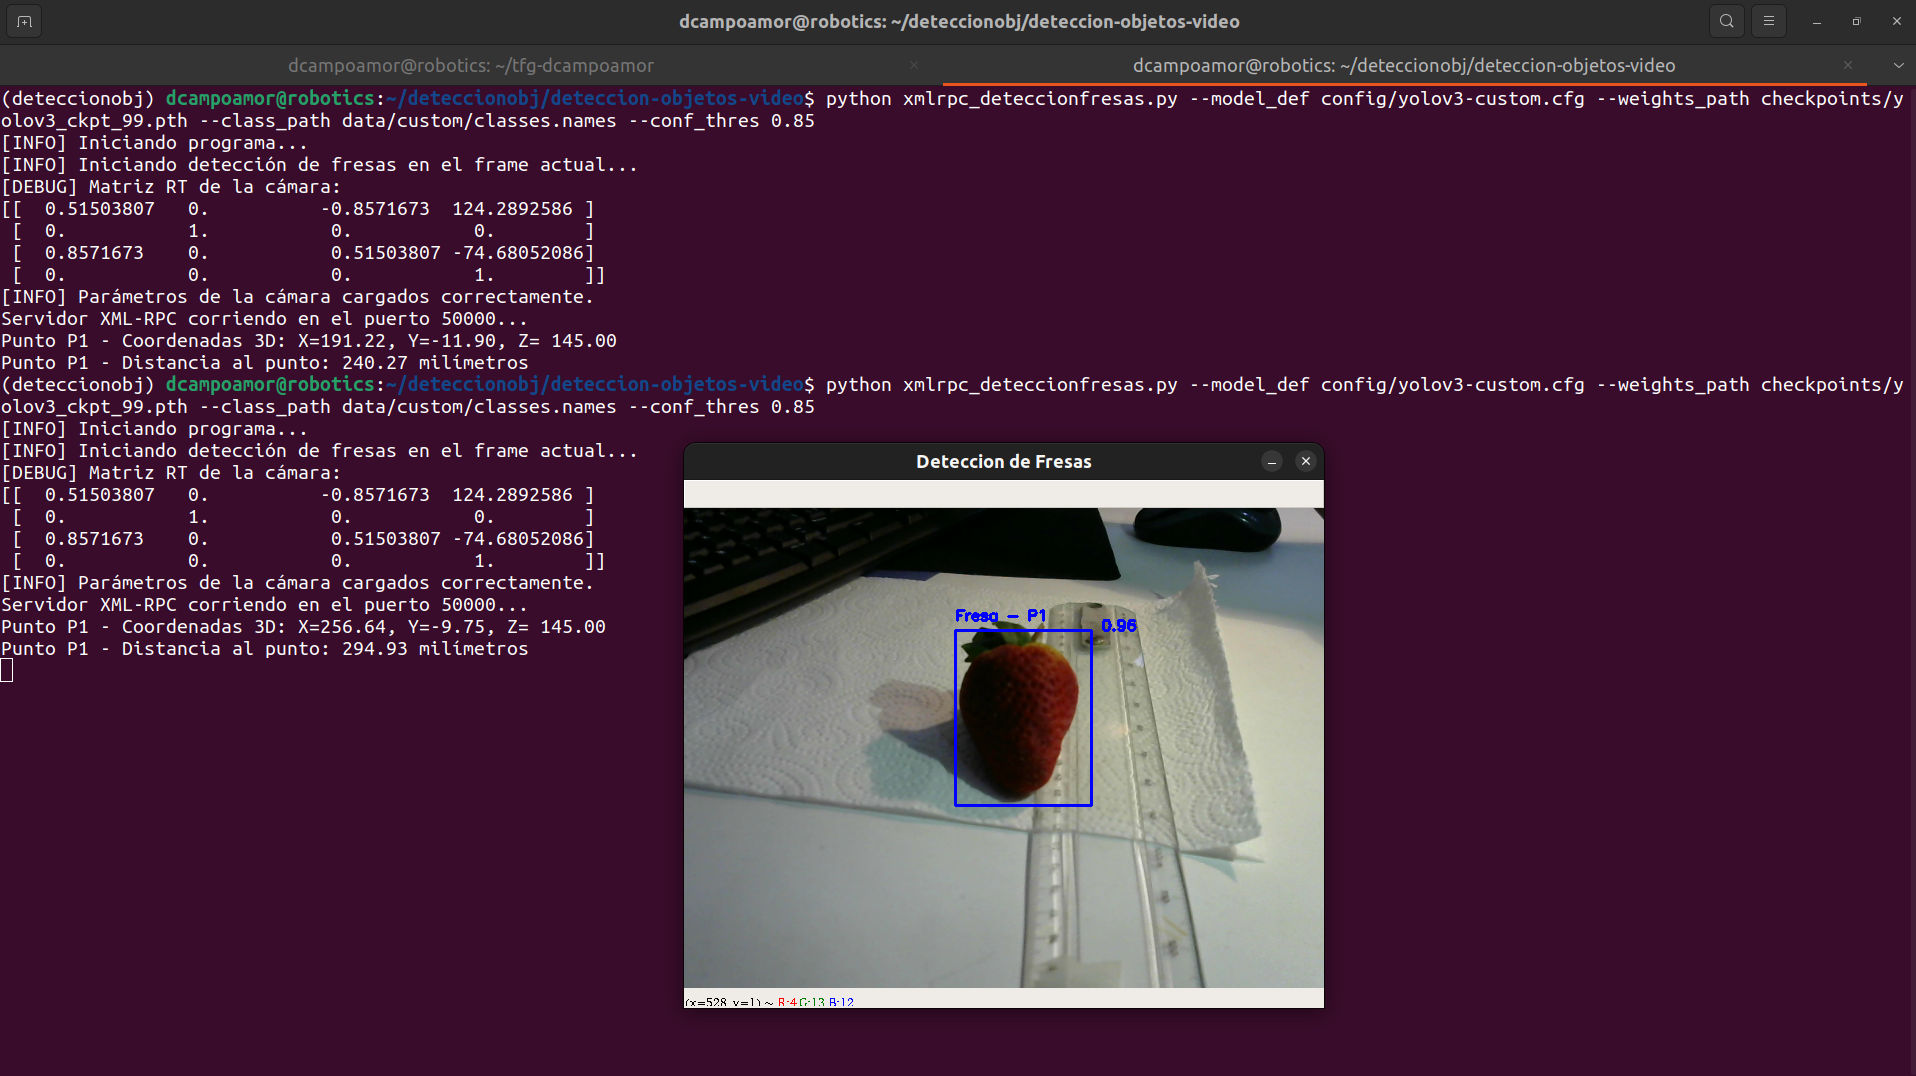 dcampoamor@robotics: ~/deteccionobj/deteccion-objetos-video
dcampoamor@robotics: ~/tfg-dcampoamor
dcampoamor@robotics: ~/deteccionobj/deteccion-objetos-video
(deteccionobj) dcampoamor@robotics:~/deteccionobj/deteccion-objetos-video$ python xmlrpc_deteccionfresas.py --model_def config/yolov3-custom.cfg --weights_path checkpoints/y
olov3_ckpt_99.pth --class_path data/custom/classes.names --conf_thres 0.85
[INFO] Iniciando programa...
[INFO] Iniciando detección de fresas en el frame actual...
[DEBUG] Matriz RT de la cámara:
[[ 0.51503807 0. -0.8571673 124.2892586 ]
[ 0. 1. 0. 0. ]
[ 0.8571673 0. 0.51503807 -74.68052086]
[ 0. 0. 0. 1. ]]
[INFO] Parámetros de la cámara cargados correctamente.
Servidor XML-RPC corriendo en el puerto 50000...
Punto P1 - Coordenadas 3D: X=191.22, Y=-11.90, Z= 145.00
Punto P1 - Distancia al punto: 240.27 milímetros
(deteccionobj) dcampoamor@robotics:~/deteccionobj/deteccion-objetos-video$ python xmlrpc_deteccionfresas.py --model_def config/yolov3-custom.cfg --weights_path checkpoints/y
olov3_ckpt_99.pth --class_path data/custom/classes.names --conf_thres 0.85
[INFO] Iniciando programa...
[INFO] Iniciando detección de fresas en el frame actual...
[DEBUG] Matriz RT de la cámara:
[[ 0.51503807 0. -0.8571673 124.2892586 ]
[ 0. 1. 0. 0. ]
[ 0.8571673 0. 0.51503807 -74.68052086]
[ 0. 0. 0. 1. ]]
[INFO] Parámetros de la cámara cargados correctamente.
Servidor XML-RPC corriendo en el puerto 50000...
Punto P1 - Coordenadas 3D: X=256.64, Y=-9.75, Z= 145.00
Punto P1 - Distancia al punto: 294.93 milímetros
Deteccion de Fresas
Fresa - P1
0.96
(x=528, y=1) ~ R:4 G:13 B:12